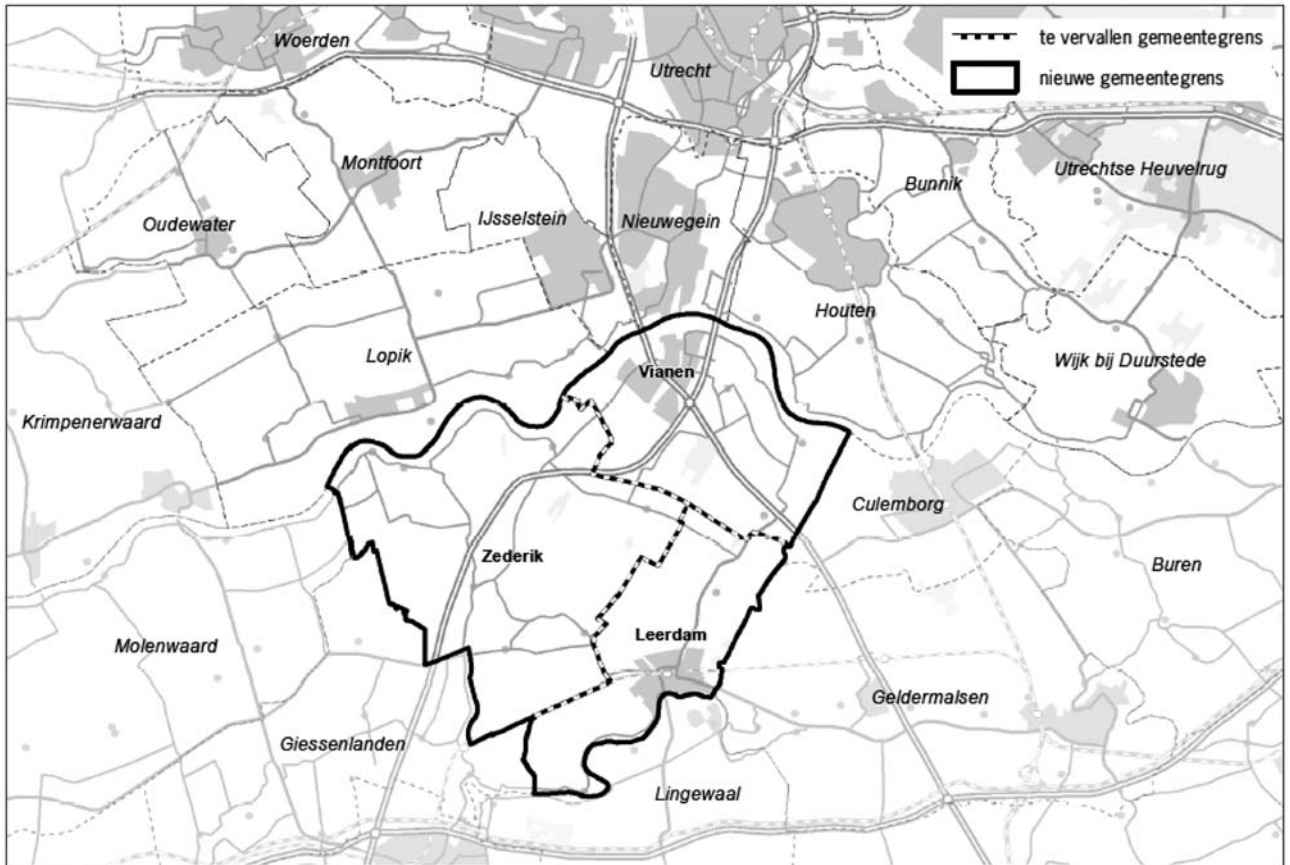 te vervallen gemeentegrens
nieuwe gemeentegrens
Woerden
Utrecht
Montfoort
Utrechtse Heuvelrug
Bunnik
Oudewater
IJsselstein
Nieuwegein
Houten
Lopik
Vianen
Wijk bij Duurstede
Krimpenerwaard
Culemborg
Zederik
Buren
Molenwaard
Leerdam
Geldermalsen
Giessenlanden
Lingewaal